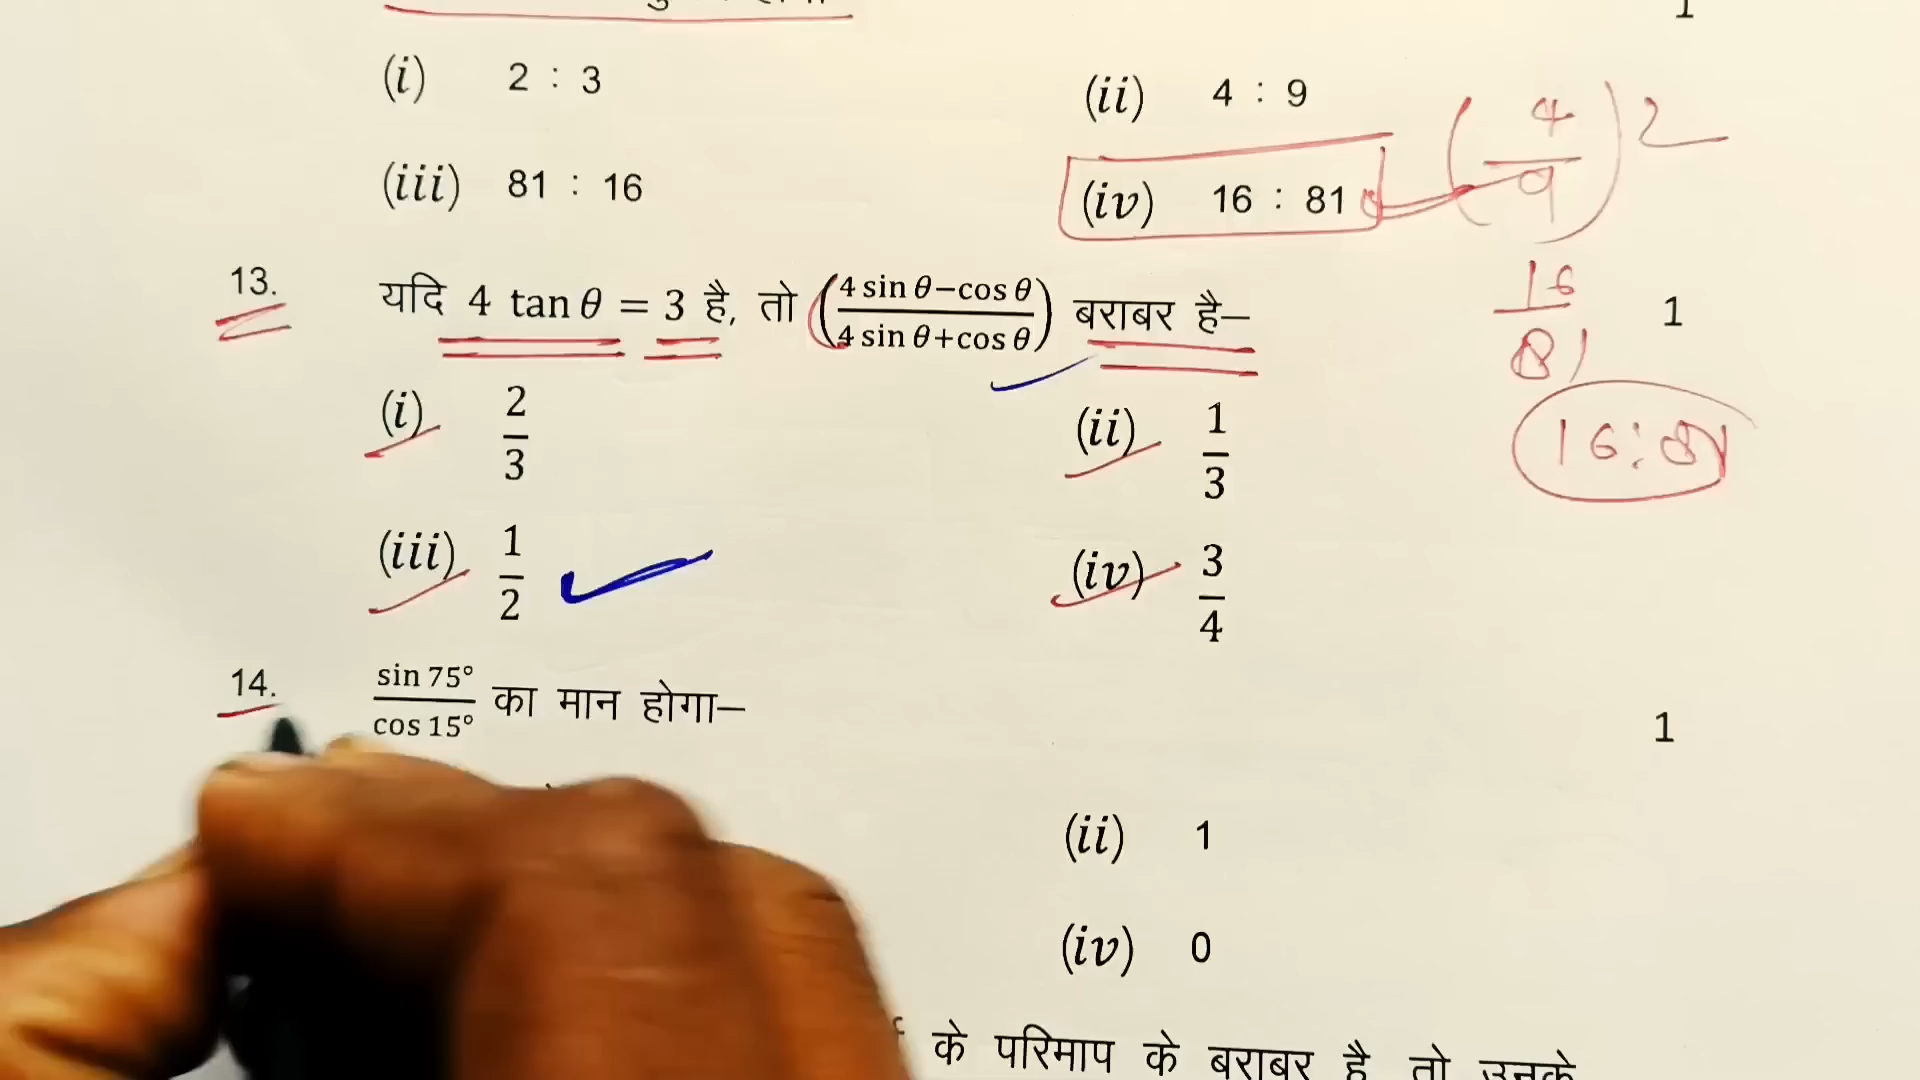 1
(i) 2 : 3 (ii) 4 : 9
(4/9)2
(iii) 81 : 16 (iv) 16 : 81
16/81
16:81
13. यदि 4 tan θ = 3 है, तो (4 sin θ−cos θ / 4 sin θ+cos θ) बराबर है– 1
(i) 2/3 (ii) 1/3
(iii) 1/2 (iv) 3/4
14. sin 75° / cos 15° का मान होगा– 1
(ii) 1
(iv) 0
के परिमाप के बराबर है, तो उनके